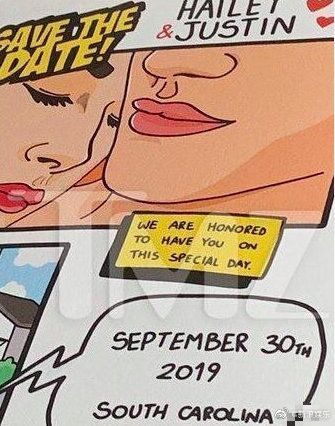 SAVE THE
DATE!
HAILEY
& JUSTIN
WE ARE HONORED
TO HAVE YOU ON
THIS SPECIAL DAY.
TMZ
SEPTEMBER 30TH
2019
SOUTH CAROLINA